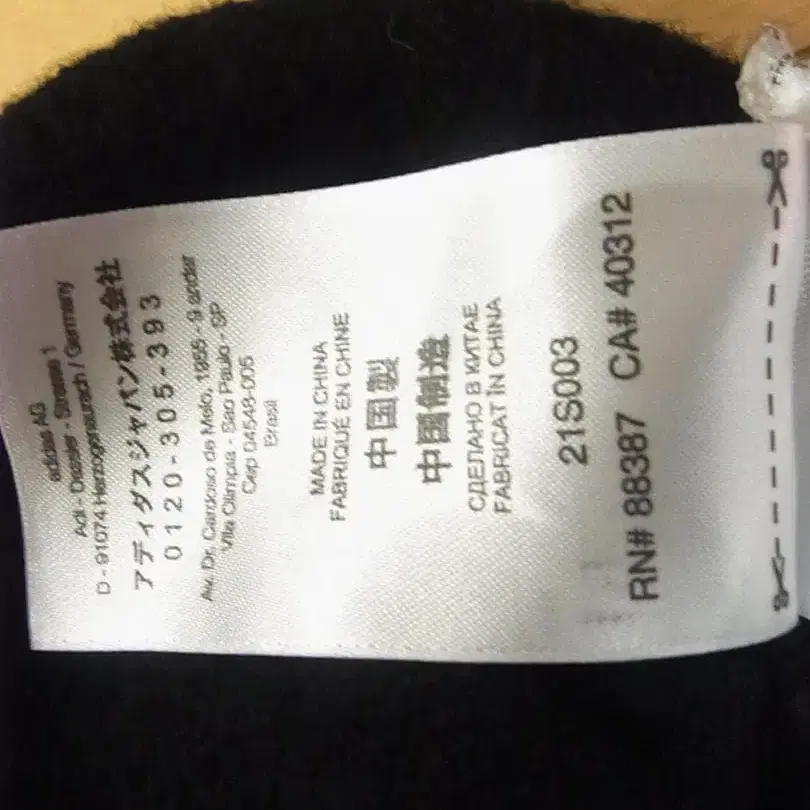 adidas AG
Adi - Dassler - Strasse 1
D - 91074 Herzogenaurach / Germany
アディダスジャパン株式会社
0120-305-393
Av. Dr. Cardoso de Melo, 1855 - 9 andar
Vila Olimpia - Sao Paulo - SP
Cep 04548-005
Brasil
MADE IN CHINA
FABRIQUÉ EN CHINE
中国製
中國制造
СДЕЛАНО В КИТАЕ
FABRICAT ÎN CHINA
21S003
RN# 88387 CA# 40312